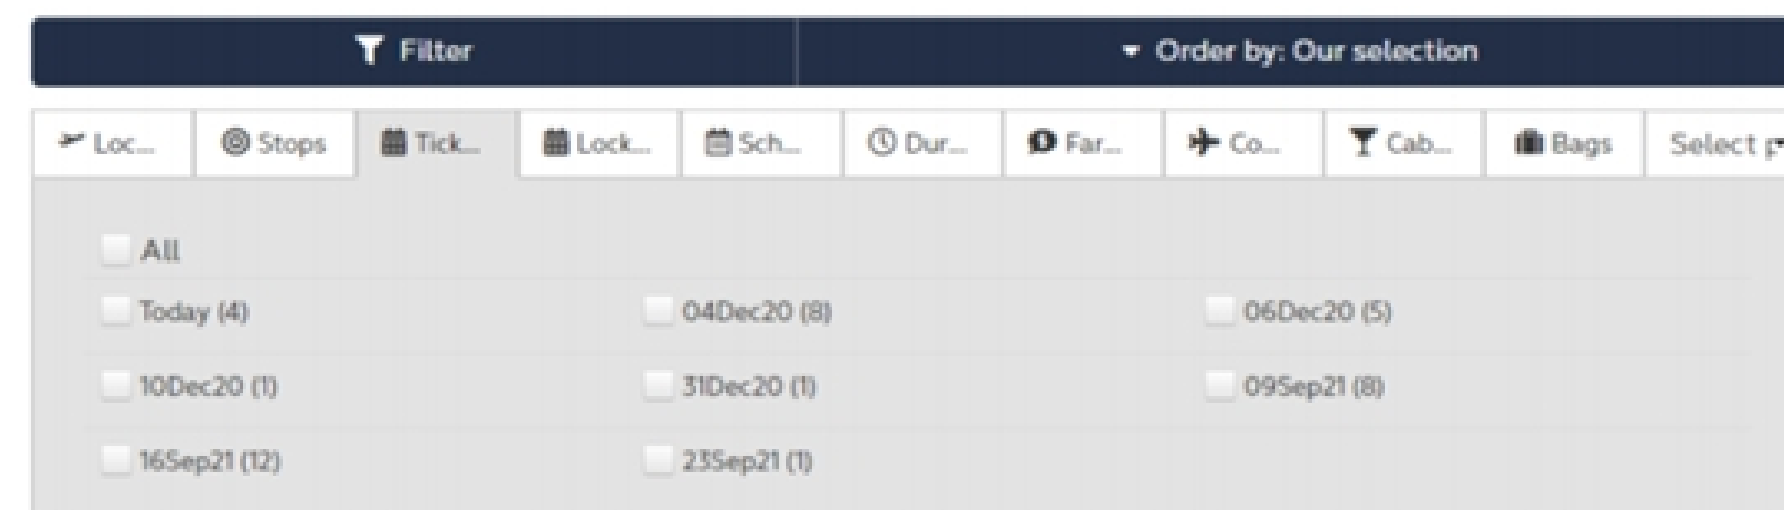 Filter Order by: Our selection
Loc... Stops Tick... Lock... Sch... Dur... Far... Co... Cab... Bags Select
All
Today (4) 04Dec20 (8) 06Dec20 (5)
10Dec20 (1) 31Dec20 (1) 09Sep21 (8)
16Sep21 (12) 23Sep21 (1)